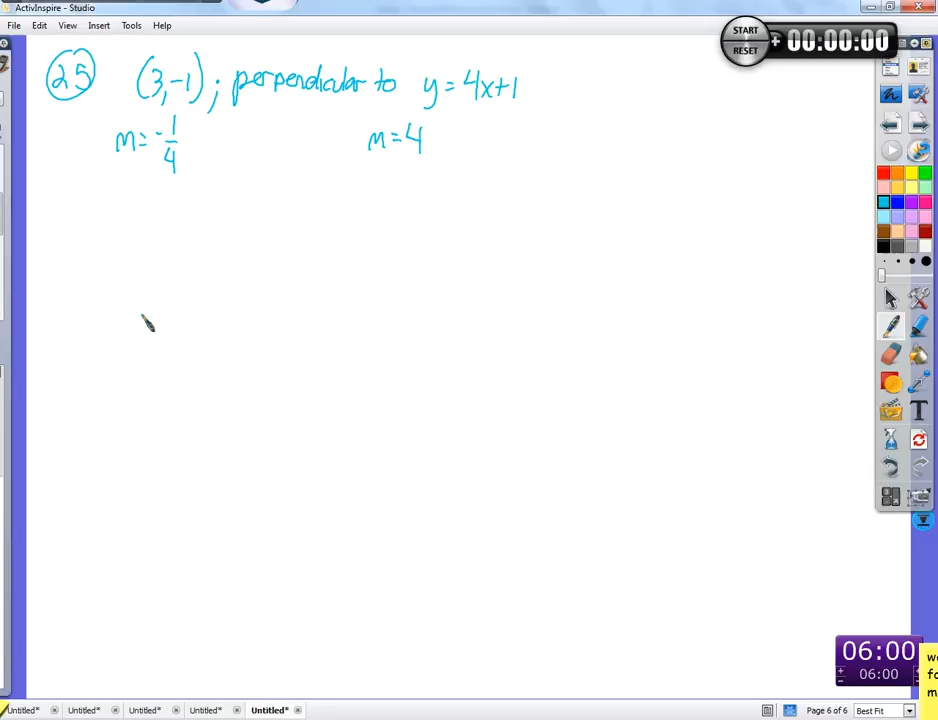 ActivInspire - Studio
File Edit View Insert Tools Help
START
RESET
00:00:00
25 (3,-1); perpendicular to y = 4x+1
m = -1/4 m = 4
06:00
06:00
Untitled* Untitled* Untitled* Untitled* Untitled*
Page 6 of 6 Best Fit